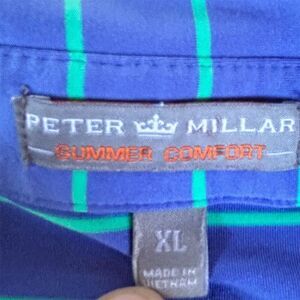 PETER MILLAR
SUMMER COMFORT
XL
MADE IN
VIETNAM